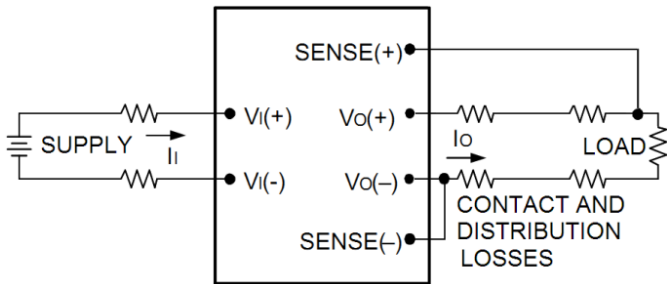 SENSE(+)
VI(+)
VO(+)
SUPPLY
II
IO
LOAD
VI(-)
VO(–)
CONTACT AND
DISTRIBUTION
LOSSES
SENSE(–)